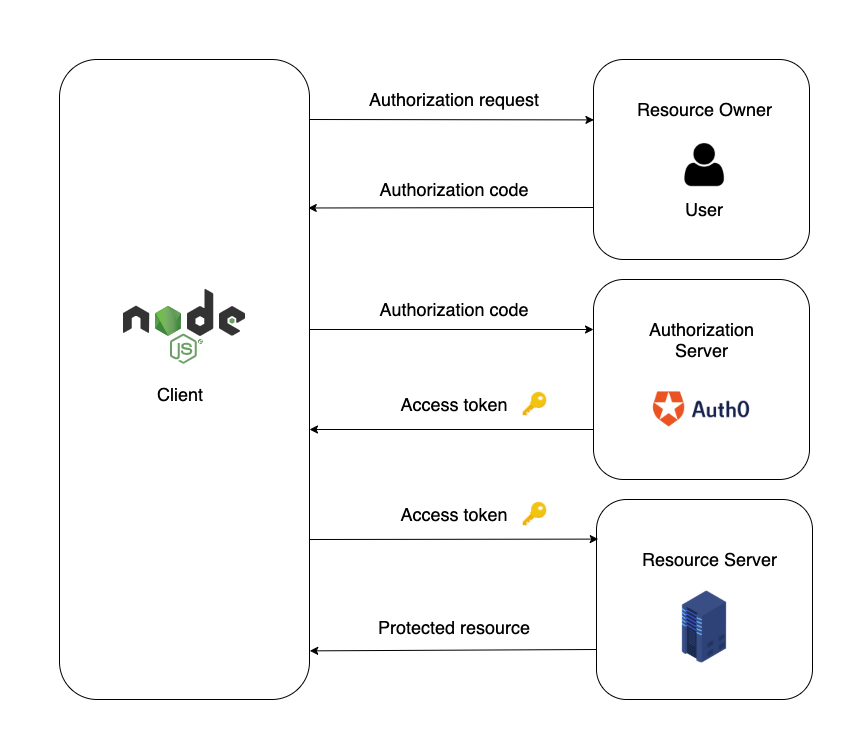 Authorization request
Resource Owner
Authorization code
User
node
JS
Client
Authorization code
Authorization
Server
Access token
Auth0
Access token
Resource Server
Protected resource